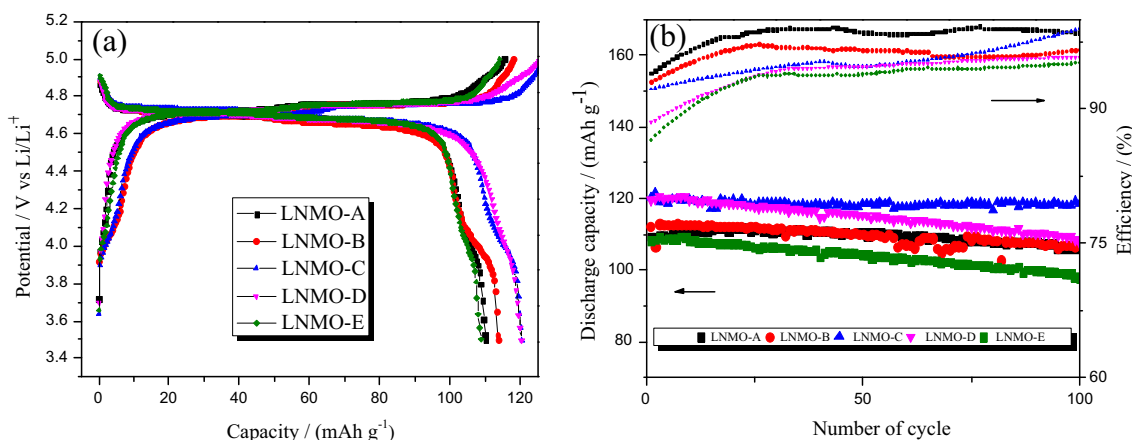 (a)
5.0
4.8
4.6
4.4
4.2
4.0
3.8
3.6
3.4
Potential / V vs Li/Li⁺
LNMO-A
LNMO-B
LNMO-C
LNMO-D
LNMO-E
0 20 40 60 80 100 120
Capacity / (mAh g⁻¹)
(b)
160
140
120
100
80
Discharge capacity / (mAh g⁻¹)
90
75
60
Efficiency / (%)
LNMO-A LNMO-B LNMO-C LNMO-D LNMO-E
1 25 50 75 100
Number of cycle